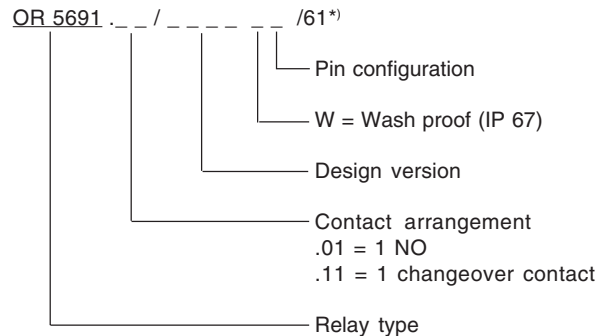 OR 5691 ._ _ / _ _ _ _ _ _ /61*)
Pin configuration
W = Wash proof (IP 67)
Design version
Contact arrangement
.01 = 1 NO
.11 = 1 changeover contact
Relay type